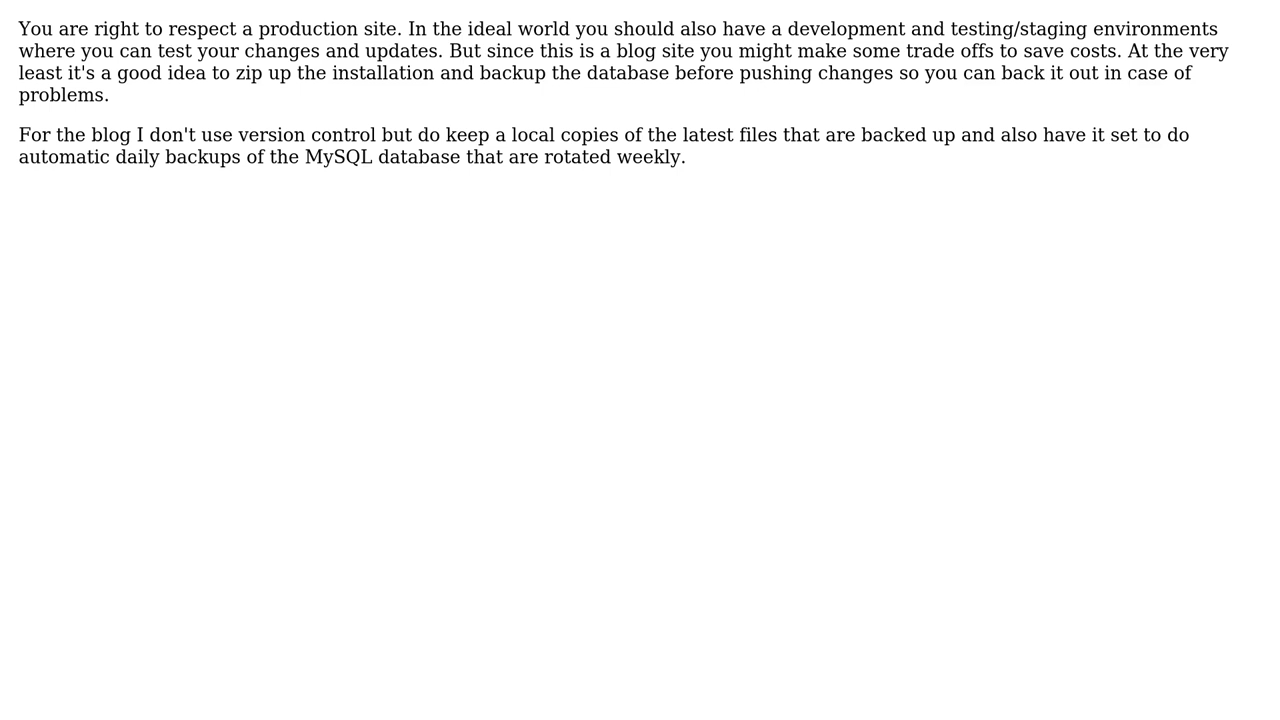 You are right to respect a production site. In the ideal world you should also have a development and testing/staging environments
where you can test your changes and updates. But since this is a blog site you might make some trade offs to save costs. At the very
least it's a good idea to zip up the installation and backup the database before pushing changes so you can back it out in case of
problems.
For the blog I don't use version control but do keep a local copies of the latest files that are backed up and also have it set to do
automatic daily backups of the MySQL database that are rotated weekly.